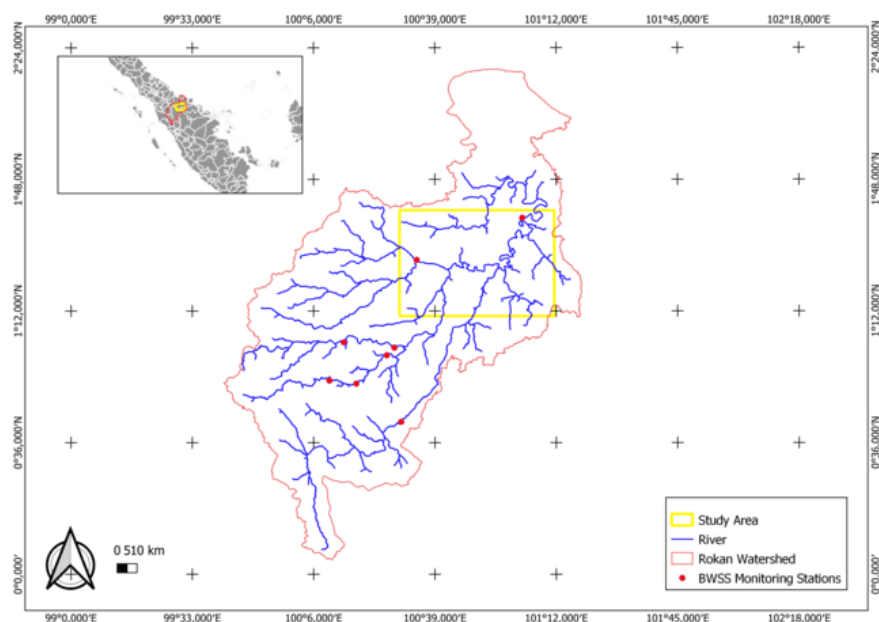 99°0,000'E 99°33,000'E 100°6,000'E 100°39,000'E 101°12,000'E 101°45,000'E 102°18,000'E
2°24,000'N 2°24,000'N
1°48,000'N 1°48,000'N
1°12,000'N 1°12,000'N
0°36,000'N 0°36,000'N
0°0,000' 0°0,000'
0 510 km
Study Area
River
Rokan Watershed
BWSS Monitoring Stations
99°0,000'E 99°33,000'E 100°6,000'E 100°39,000'E 101°12,000'E 101°45,000'E 102°18,000'E